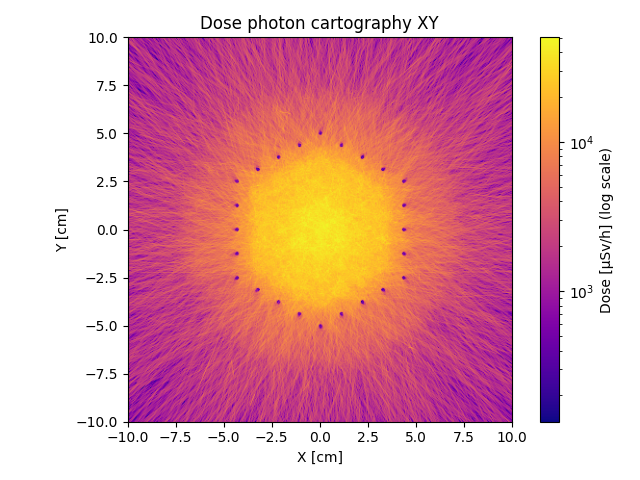 Dose photon cartography XY
10.0
7.5
5.0
2.5
0.0
−2.5
−5.0
−7.5
−10.0
−10.0 −7.5 −5.0 −2.5 0.0 2.5 5.0 7.5 10.0
X [cm]
Y [cm]
10⁴
10³
Dose [µSv/h] (log scale)